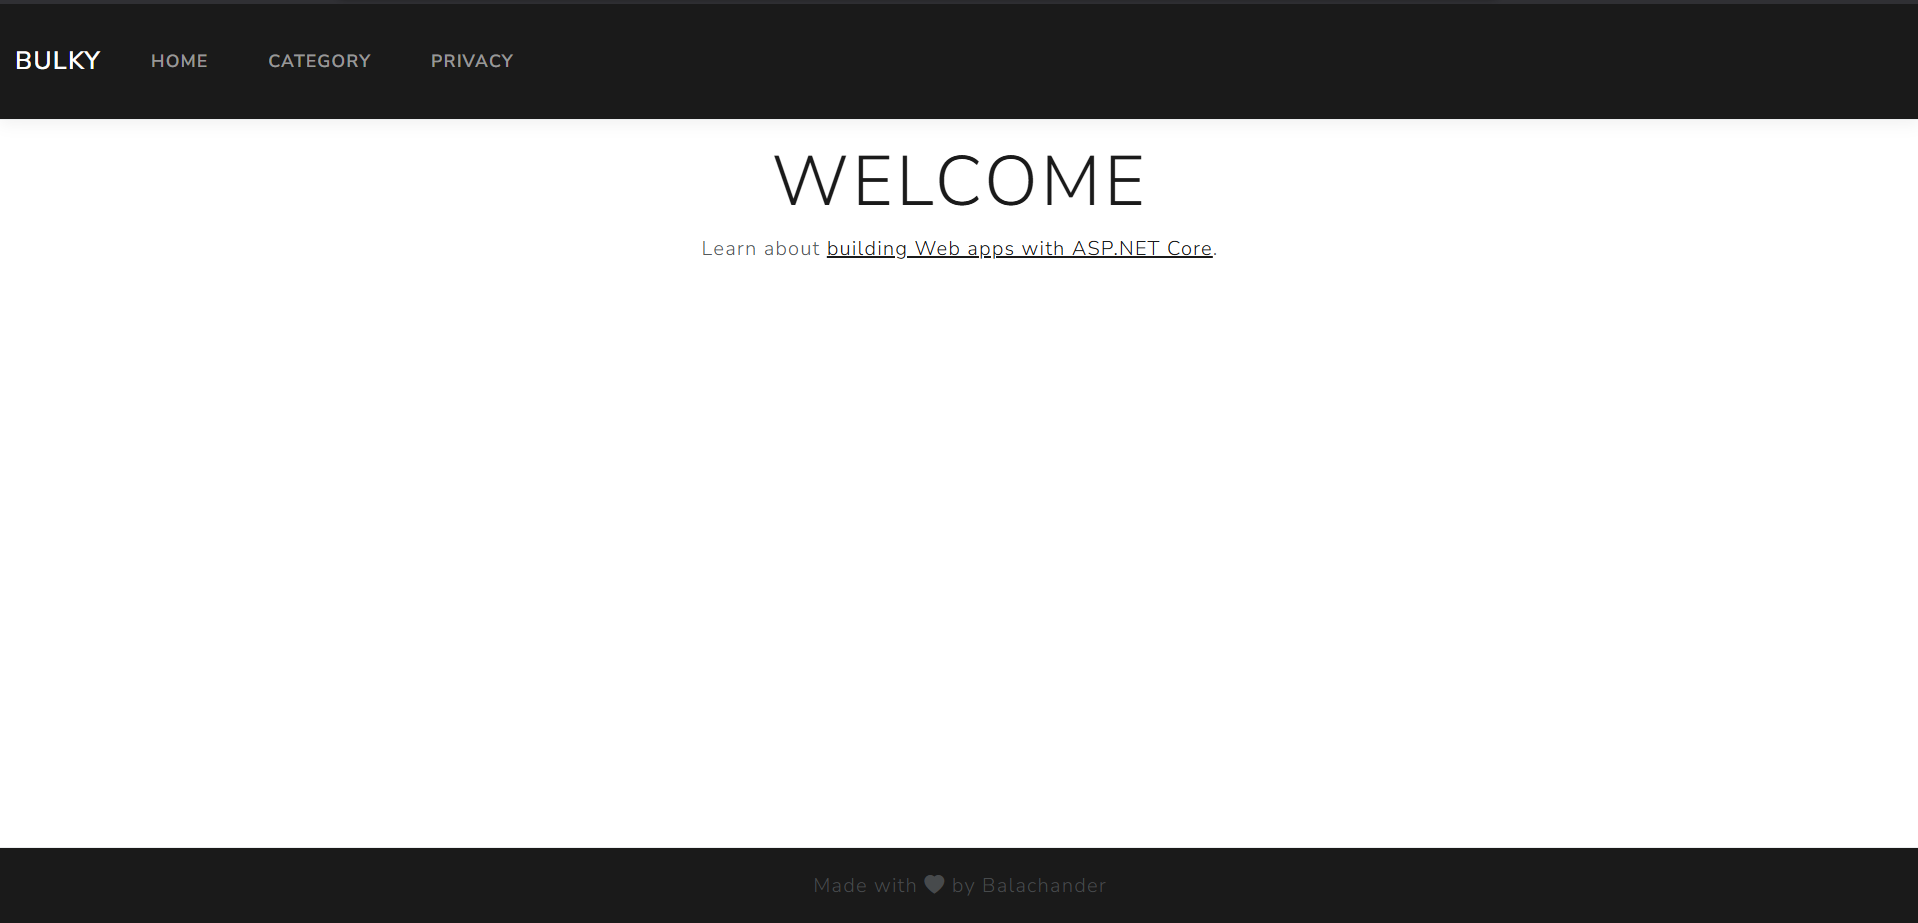 BULKY HOME CATEGORY PRIVACY
WELCOME
Learn about building Web apps with ASP.NET Core.
Made with ♥ by Balachander